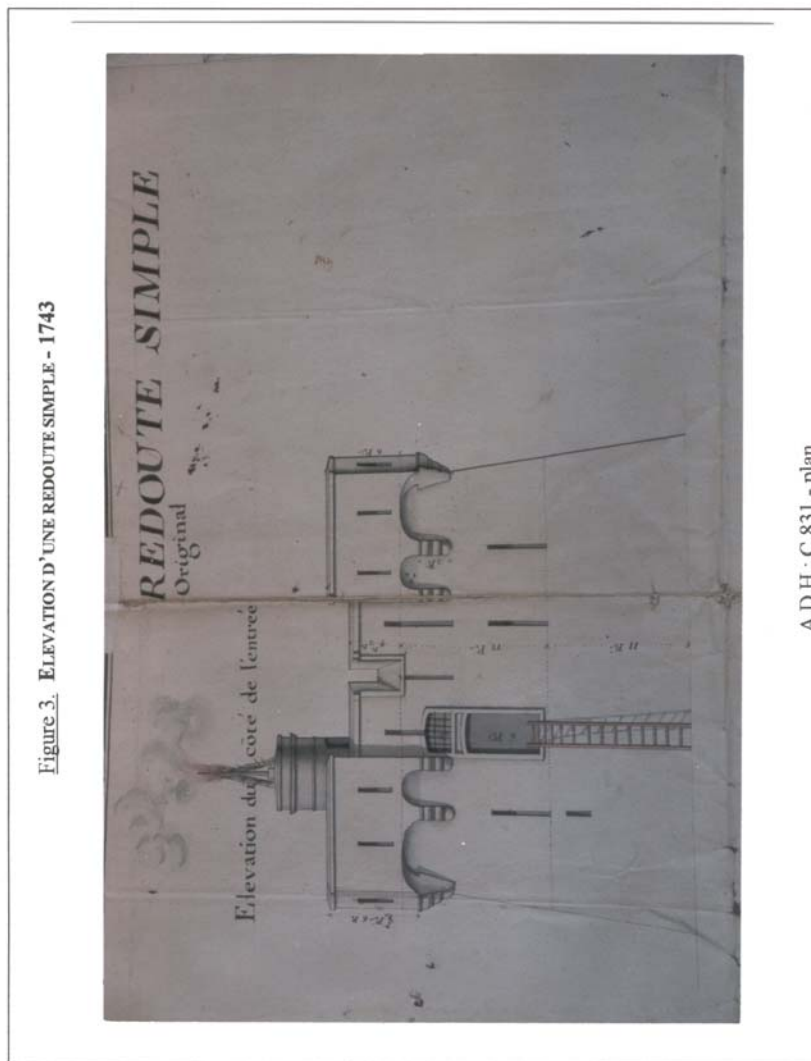 Figure 3. ELEVATION D'UNE REDOUTE SIMPLE - 1743
REDOUTE SIMPLE
Original
Elevation du côté de l'entrée
A.D.H.: C 831 - plan